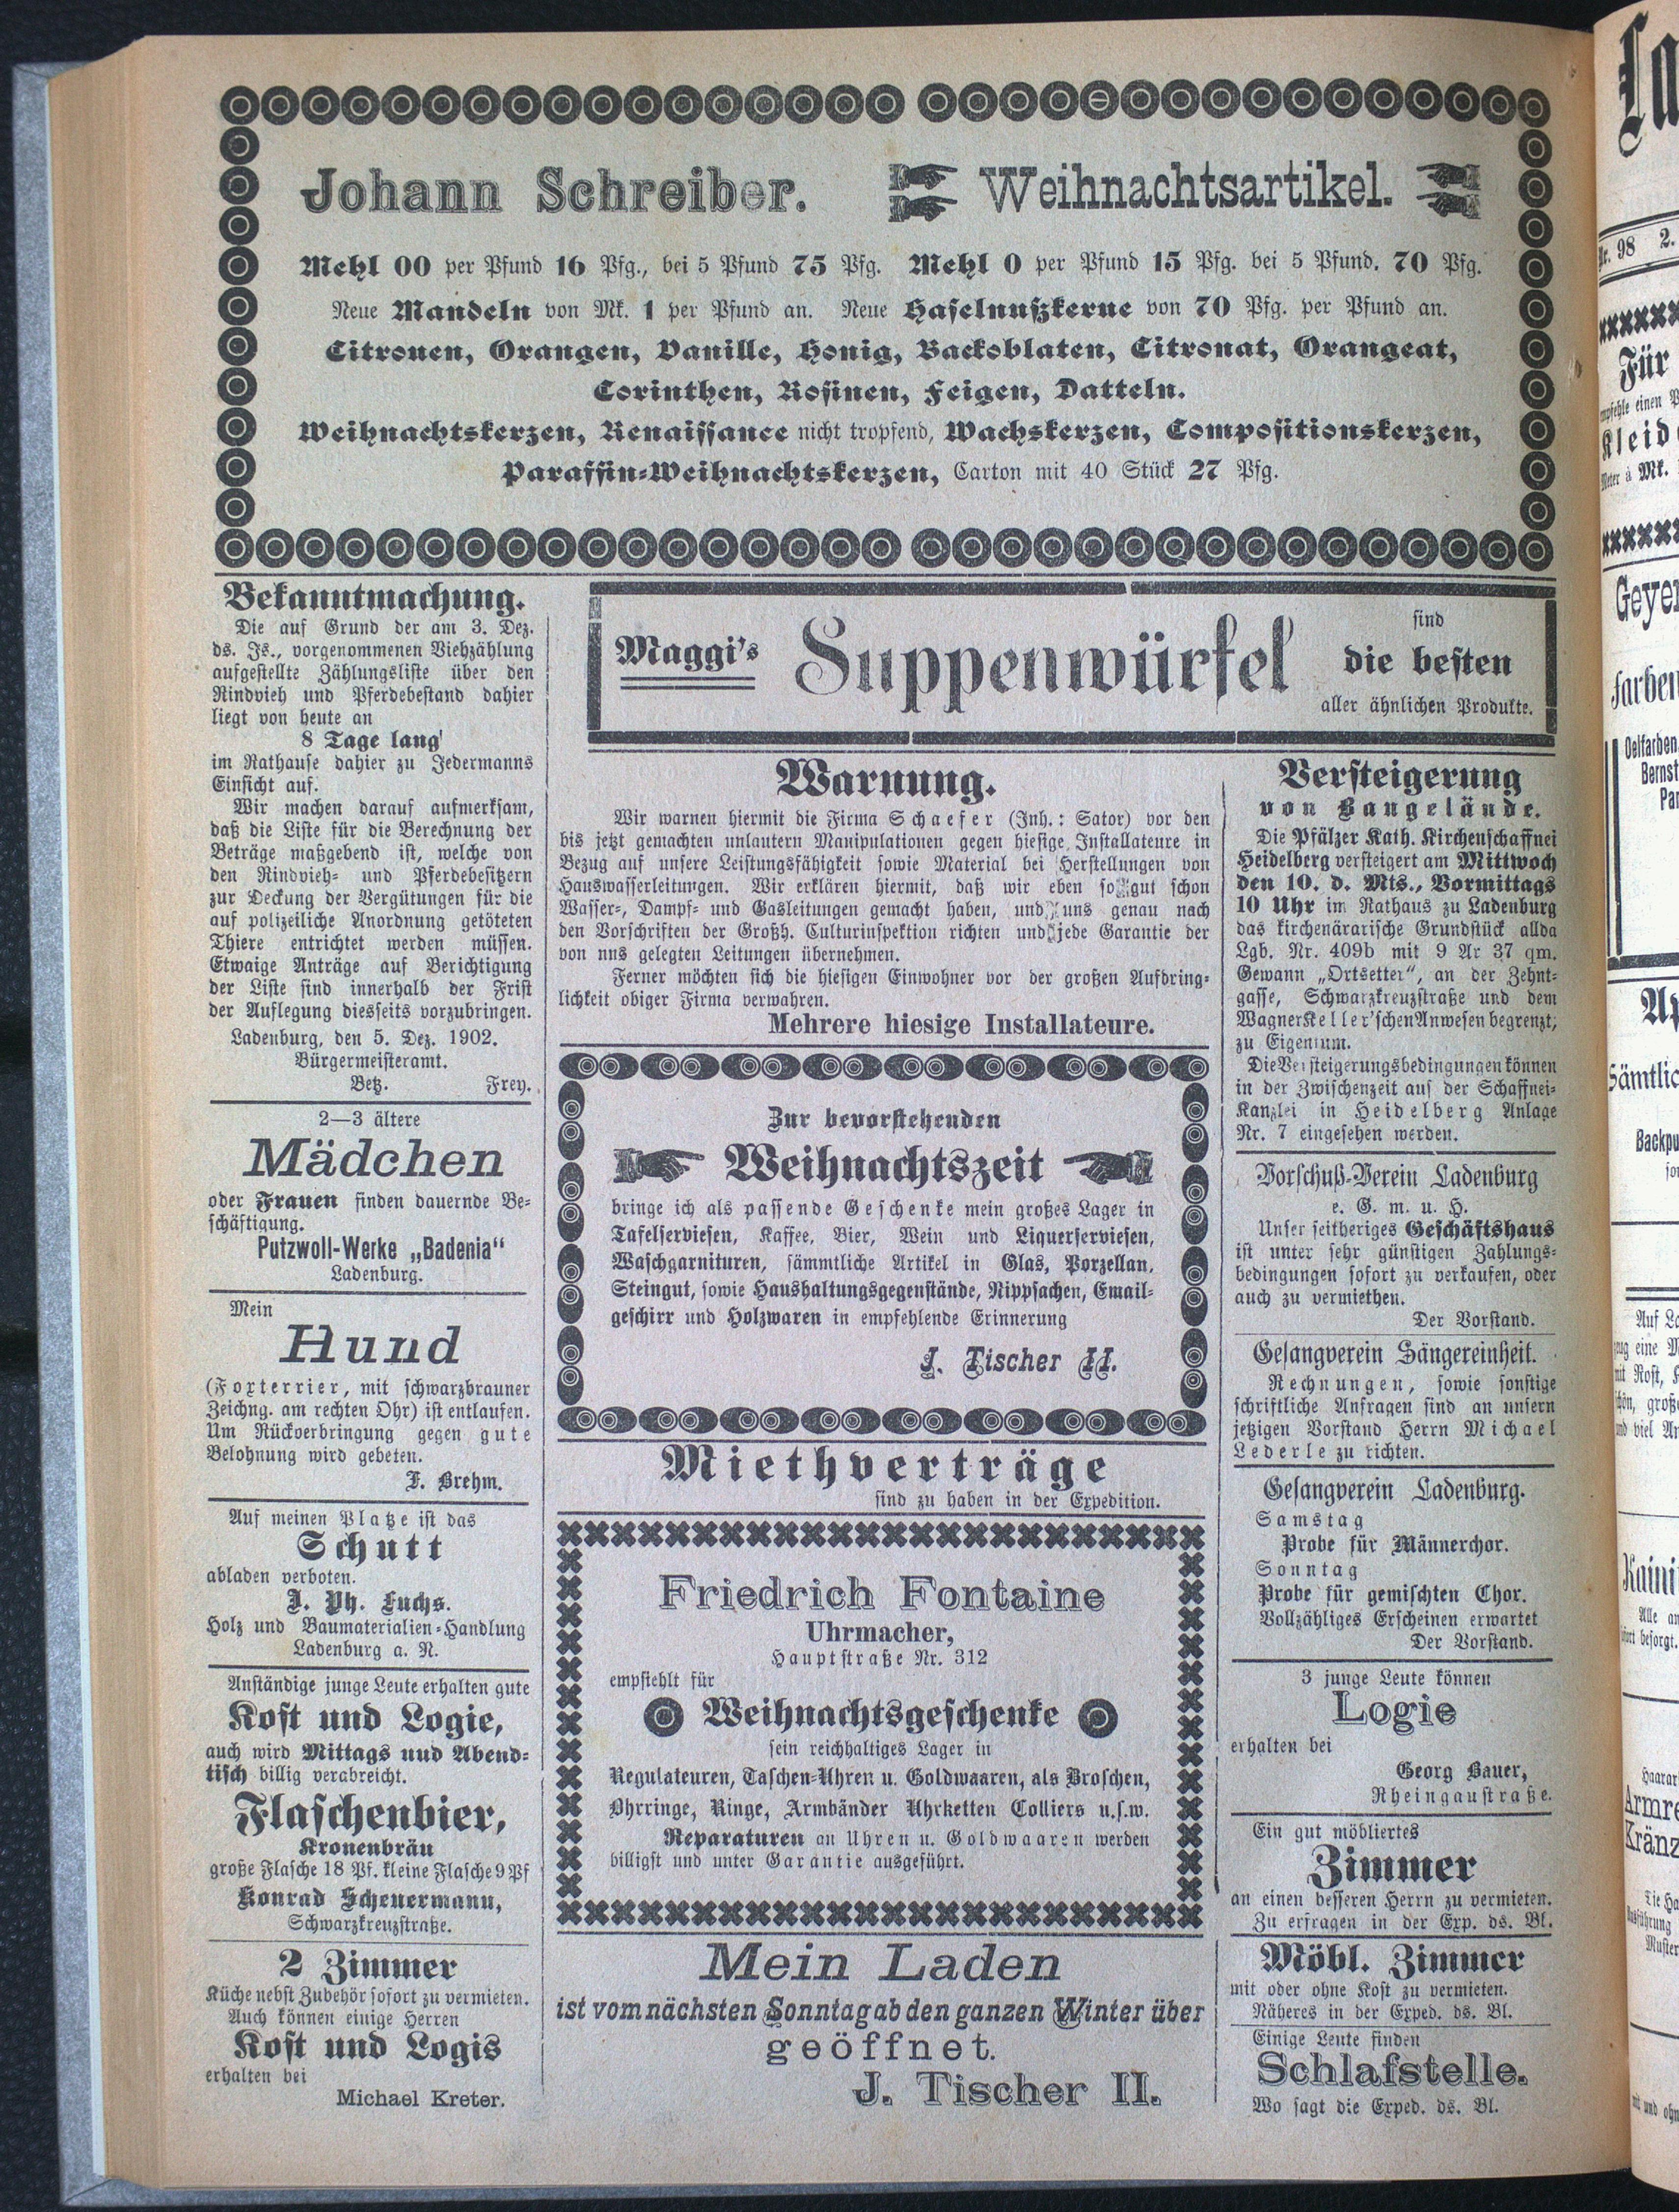 Johann Schreiber. Weihnachtsartikel.
Mehl 00 per Pfund 16 Pfg., bei 5 Pfund 75 Pfg. Mehl 0 per Pfund 15 Pfg. bei 5 Pfund. 70 Pfg.
Neue Mandeln von Mk. 1 per Pfund an. Neue Haselnußkerne von 70 Pfg. per Pfund an.
Citronen, Orangen, Vanille, Honig, Backoblaten, Citronat, Orangeat,
Corinthen, Rosinen, Feigen, Datteln.
Weihnachtskerzen, Renaissance nicht tropfend, Wachskerzen, Compositionskerzen,
Paraffin-Weihnachtskerzen, Carton mit 40 Stück 27 Pfg.
Bekanntmachung.
Die auf Grund der am 3. Dez.
ds. Js., vorgenommenen Viehzählung
aufgestellte Zählungsliste über den
Rindvieh und Pferdebestand dahier
liegt von heute an
8 Tage lang
im Rathause dahier zu Jedermanns
Einsicht auf.
Wir machen darauf aufmerksam,
daß die Liste für die Berechnung der
Beträge maßgebend ist, welche von
den Rindvieh- und Pferdebesitzern
zur Deckung der Vergütungen für die
auf polizeiliche Anordnung getöteten
Thiere entrichtet werden müssen.
Etwaige Anträge auf Berichtigung
der Liste sind innerhalb der Frist
der Auflegung diesseits vorzubringen.
Ladenburg, den 5. Dez. 1902.
Bürgermeisteramt.
Betz. Frey.
2—3 ältere
Mädchen
oder Frauen finden dauernde Be-
schäftigung.
Putzwoll-Werke „Badenia“
Ladenburg.
Mein
Hund
(Foxterrier, mit schwarzbrauner
Zeichng. am rechten Ohr) ist entlaufen.
Um Rückverbringung gegen gute
Belohnung wird gebeten.
F. Brehm.
Auf meinen Platze ist das
Schutt
abladen verboten.
J. Ph. Fuchs.
Holz und Baumaterialien-Handlung
Ladenburg a. N.
Anständige junge Leute erhalten gute
Kost und Logie,
auch wird Mittags und Abend-
tisch billig verabreicht.
Flaschenbier,
Kronenbräu
große Flasche 18 Pf. kleine Flasche 9 Pf
Konrad Scheuermann,
Schwarzkreuzstraße.
2 Zimmer
Küche nebst Zubehör sofort zu vermieten.
Auch können einige Herren
Kost und Logis
erhalten bei
Michael Kreter.
Maggi's Suppenwürfel sind
die besten
aller ähnlichen Produkte.
Warnung.
Wir warnen hiermit die Firma Schaefer (Inh.: Sator) vor den
bis jetzt gemachten unlautern Manipulationen gegen hiesige Installateure in
Bezug auf unsere Leistungsfähigkeit sowie Material bei Herstellungen von
Hauswasserleitungen. Wir erklären hiermit, daß wir eben so gut schon
Wasser-, Dampf- und Gasleitungen gemacht haben, und uns genau nach
den Vorschriften der Großh. Culturinspektion richten und jede Garantie der
von uns gelegten Leitungen übernehmen.
Ferner möchten sich die hiesigen Einwohner vor der großen Aufbring-
lichkeit obiger Firma verwahren.
Mehrere hiesige Installateure.
Zur bevorstehenden
Weihnachtszeit
bringe ich als passende Geschenke mein großes Lager in
Tafelserviesen, Kaffee, Bier, Wein und Liquerserviesen,
Waschgarnituren, sämmtliche Artikel in Glas, Porzellan,
Steingut, sowie Haushaltungsgegenstände, Nippsachen, Email-
geschirr und Holzwaren in empfehlende Erinnerung
J. Tischer II.
Miethverträge
sind zu haben in der Expedition.
Friedrich Fontaine
Uhrmacher,
Hauptstraße Nr. 312
empfiehlt für
Weihnachtsgeschenke
sein reichhaltiges Lager in
Regulateuren, Taschen-Uhren u. Goldwaaren, als Broschen,
Ohrringe, Ringe, Armbänder Uhrketten Colliers u.s.w.
Reparaturen an Uhren u. Goldwaaren werden
billigst und unter Garantie ausgeführt.
Mein Laden
ist vom nächsten Sonntag ab den ganzen Winter über
geöffnet.
J. Tischer II.
Versteigerung
von Baugelände.
Die Pfälzer Kath. Kirchenschaffnei
Heidelberg versteigert am Mittwoch
den 10. d. Mts., Vormittags
10 Uhr im Rathaus zu Ladenburg
das kirchenärarische Grundstück allda
Lgb. Nr. 409b mit 9 Ar 37 qm.
Gewann „Ortsetter“, an der Zehnt-
gasse, Schwarzkreuzstraße und dem
Wagner Keller'schen Anwesen begrenzt,
zu Eigentum.
Die Versteigerungsbedingungen können
in der Zwischenzeit auf der Schaffnei-
Kanzlei in Heidelberg Anlage
Nr. 7 eingesehen werden.
Vorschuß-Verein Ladenburg
e. G. m. u. H.
Unser seitheriges Geschäftshaus
ist unter sehr günstigen Zahlungs-
bedingungen sofort zu verkaufen, oder
auch zu vermiethen.
Der Vorstand.
Gesangverein Sängereinheit.
Rechnungen, sowie sonstige
schriftliche Anfragen sind an unsern
jetzigen Vorstand Herrn Michael
Lederle zu richten.
Gesangverein Ladenburg.
Samstag
Probe für Männerchor.
Sonntag
Probe für gemischten Chor.
Vollzähliges Erscheinen erwartet
Der Vorstand.
3 junge Leute können
Logie
erhalten bei
Georg Bauer,
Rheingaustraße.
Ein gut möbliertes
Zimmer
an einen besseren Herrn zu vermieten.
Zu erfragen in der Exp. ds. Bl.
Möbl. Zimmer
mit oder ohne Kost zu vermieten.
Näheres in der Exped. ds. Bl.
Einige Leute finden
Schlafstelle.
Wo sagt die Exped. ds. Bl.
Nr. 98 2.
Für
Geyer
Oelfarben